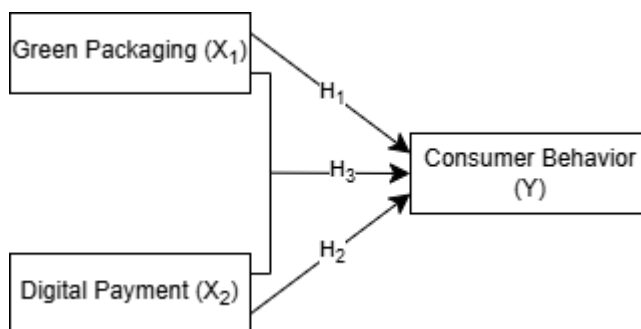 Green Packaging (X₁)
H₁
Consumer Behavior
(Y)
H₃
H₂
Digital Payment (X₂)